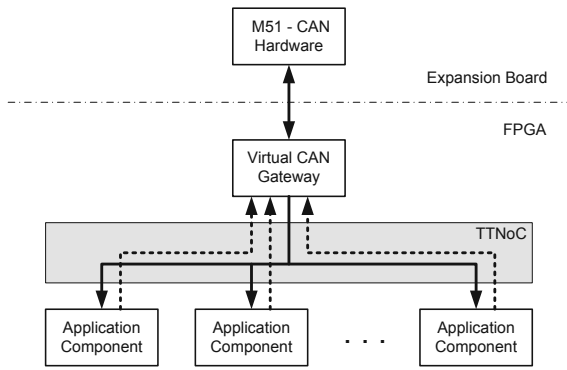 M51 - CAN
Hardware
Expansion Board
FPGA
Virtual CAN
Gateway
TTNoC
Application
Component
Application
Component
. . .
Application
Component